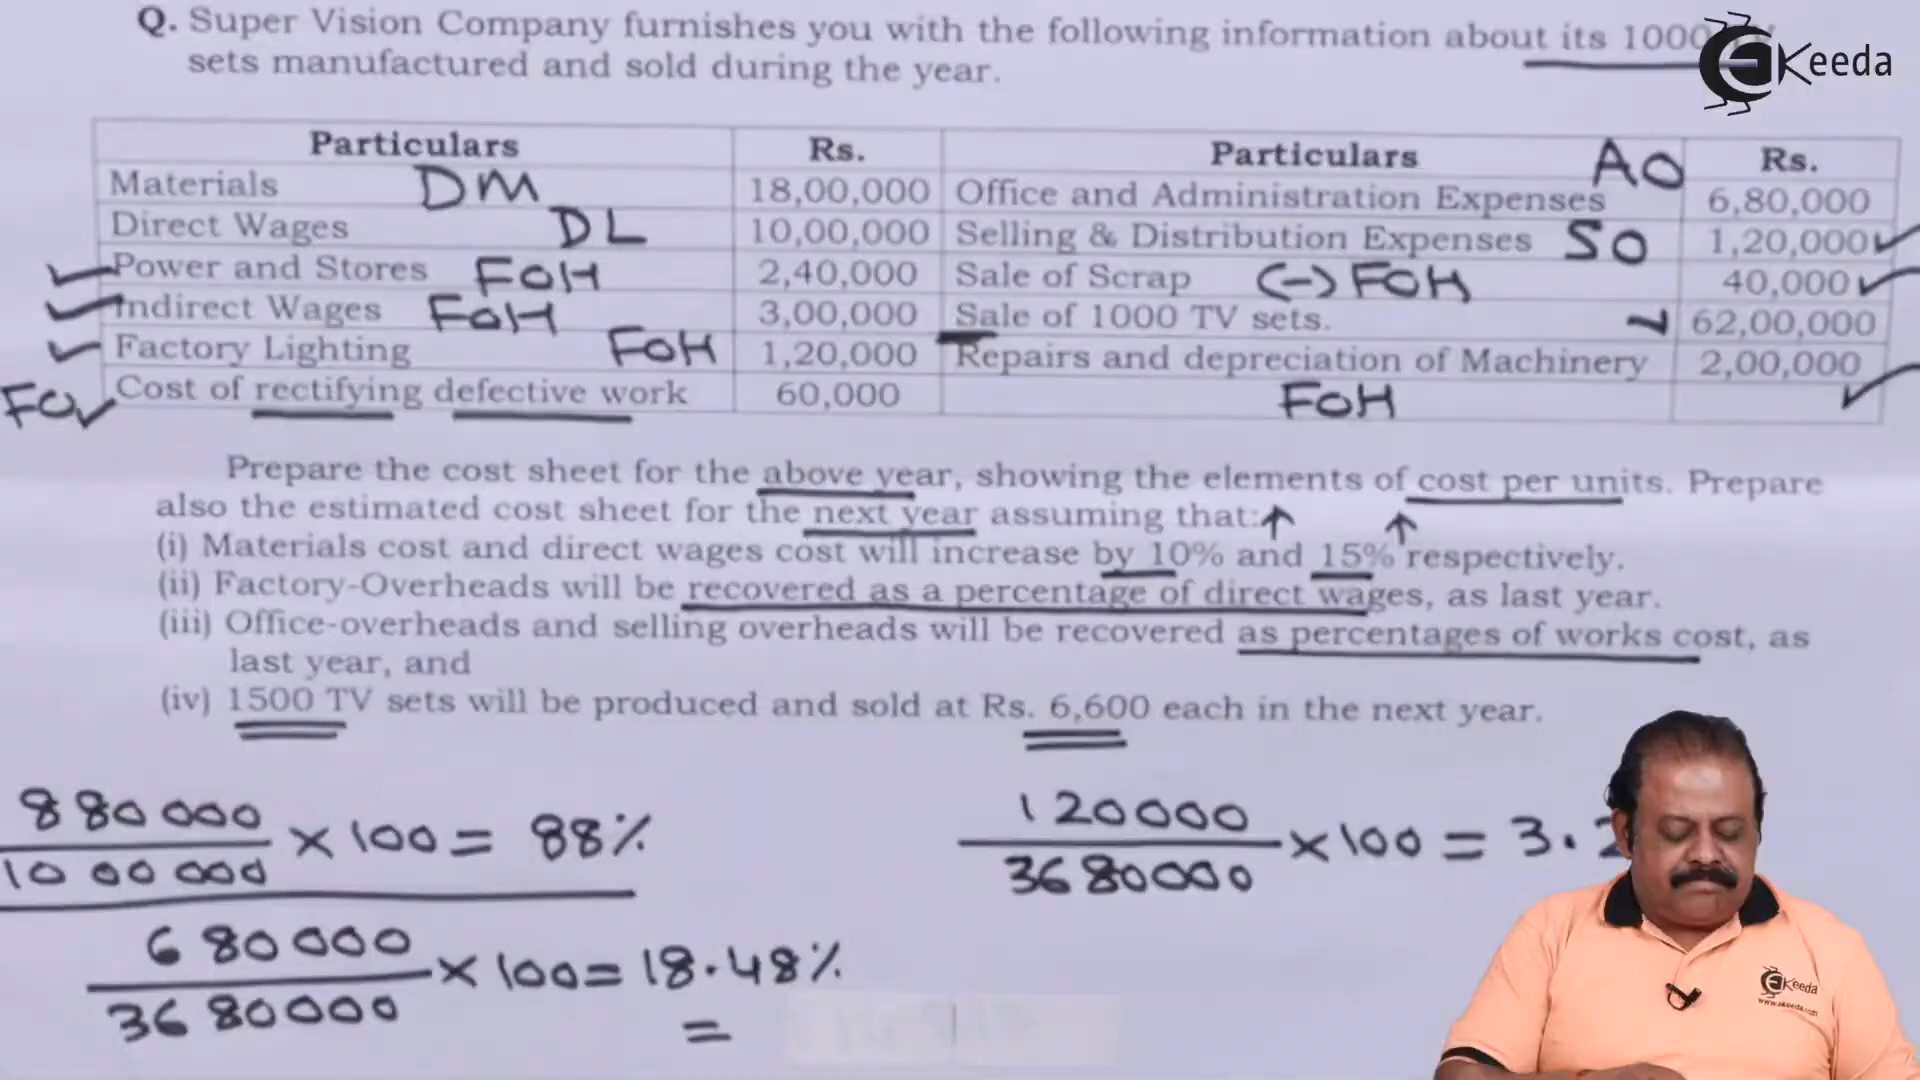 Q. Super Vision Company furnishes you with the following information about its 1000
sets manufactured and sold during the year.
Keeda
Particulars Rs. Particulars AO Rs.
Materials DM 18,00,000 Office and Administration Expenses 6,80,000
Direct Wages DL 10,00,000 Selling & Distribution Expenses SO 1,20,000
Power and Stores FOH 2,40,000 Sale of Scrap (-) FOH 40,000
Indirect Wages FOH 3,00,000 Sale of 1000 TV sets. 62,00,000
Factory Lighting FOH 1,20,000 Repairs and depreciation of Machinery 2,00,000
FO Cost of rectifying defective work 60,000 FOH
Prepare the cost sheet for the above year, showing the elements of cost per units. Prepare
also the estimated cost sheet for the next year assuming that:
(i) Materials cost and direct wages cost will increase by 10% and 15% respectively.
(ii) Factory-Overheads will be recovered as a percentage of direct wages, as last year.
(iii) Office-overheads and selling overheads will be recovered as percentages of works cost, as
last year, and
(iv) 1500 TV sets will be produced and sold at Rs. 6,600 each in the next year.
880000
1000000 × 100 = 88%
120000
3680000 × 100 = 3.
680000
3680000 × 100 = 18.48%
Keeda
www.ekeeda.com